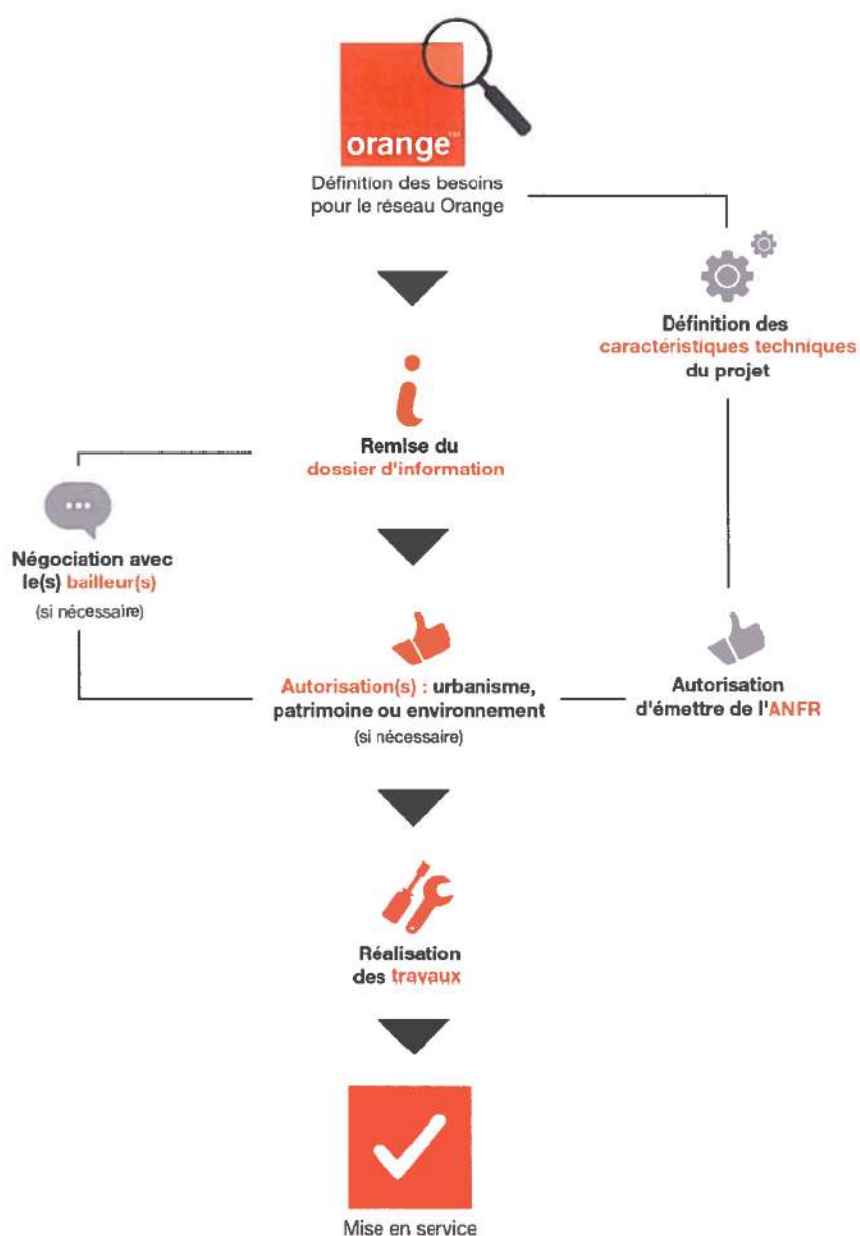 orange™
Définition des besoins
pour le réseau Orange
Définition des
caractéristiques techniques
du projet
Remise du
dossier d'information
Négociation avec
le(s) bailleur(s)
(si nécessaire)
Autorisation(s) : urbanisme,
patrimoine ou environnement
(si nécessaire)
Autorisation
d'émettre de l'ANFR
Réalisation
des travaux
Mise en service